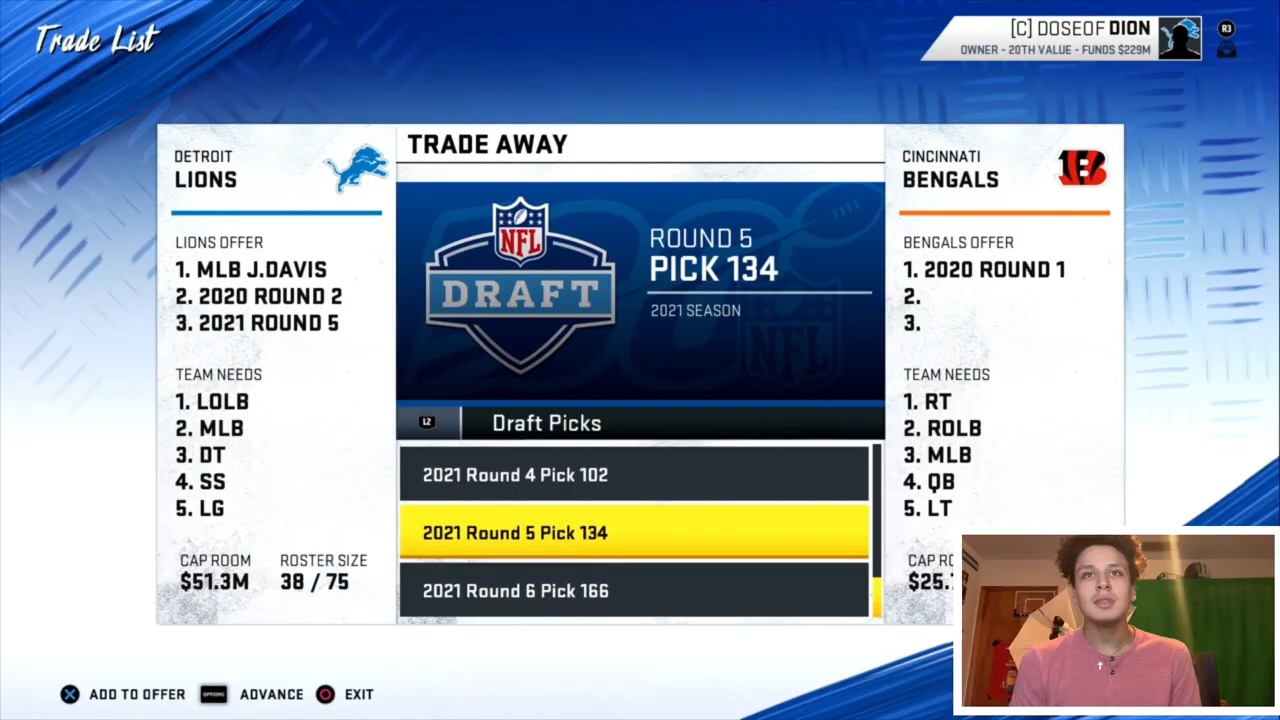 Trade List
[C] DOSEOF DION
OWNER - 20TH VALUE - FUNDS $229M
R3
DETROIT
LIONS
LIONS OFFER
1. MLB J.DAVIS
2. 2020 ROUND 2
3. 2021 ROUND 5
TEAM NEEDS
1. LOLB
2. MLB
3. DT
4. SS
5. LG
CAP ROOM
$51.3M
ROSTER SIZE
38 / 75
TRADE AWAY
NFL
DRAFT
ROUND 5
PICK 134
2021 SEASON
NFL
L2
Draft Picks
2021 Round 4 Pick 102
2021 Round 5 Pick 134
2021 Round 6 Pick 166
CINCINNATI
BENGALS
BENGALS OFFER
1. 2020 ROUND 1
2.
3.
TEAM NEEDS
1. RT
2. ROLB
3. MLB
4. QB
5. LT
CAP
ADD TO OFFER
OPTIONS
ADVANCE
EXIT